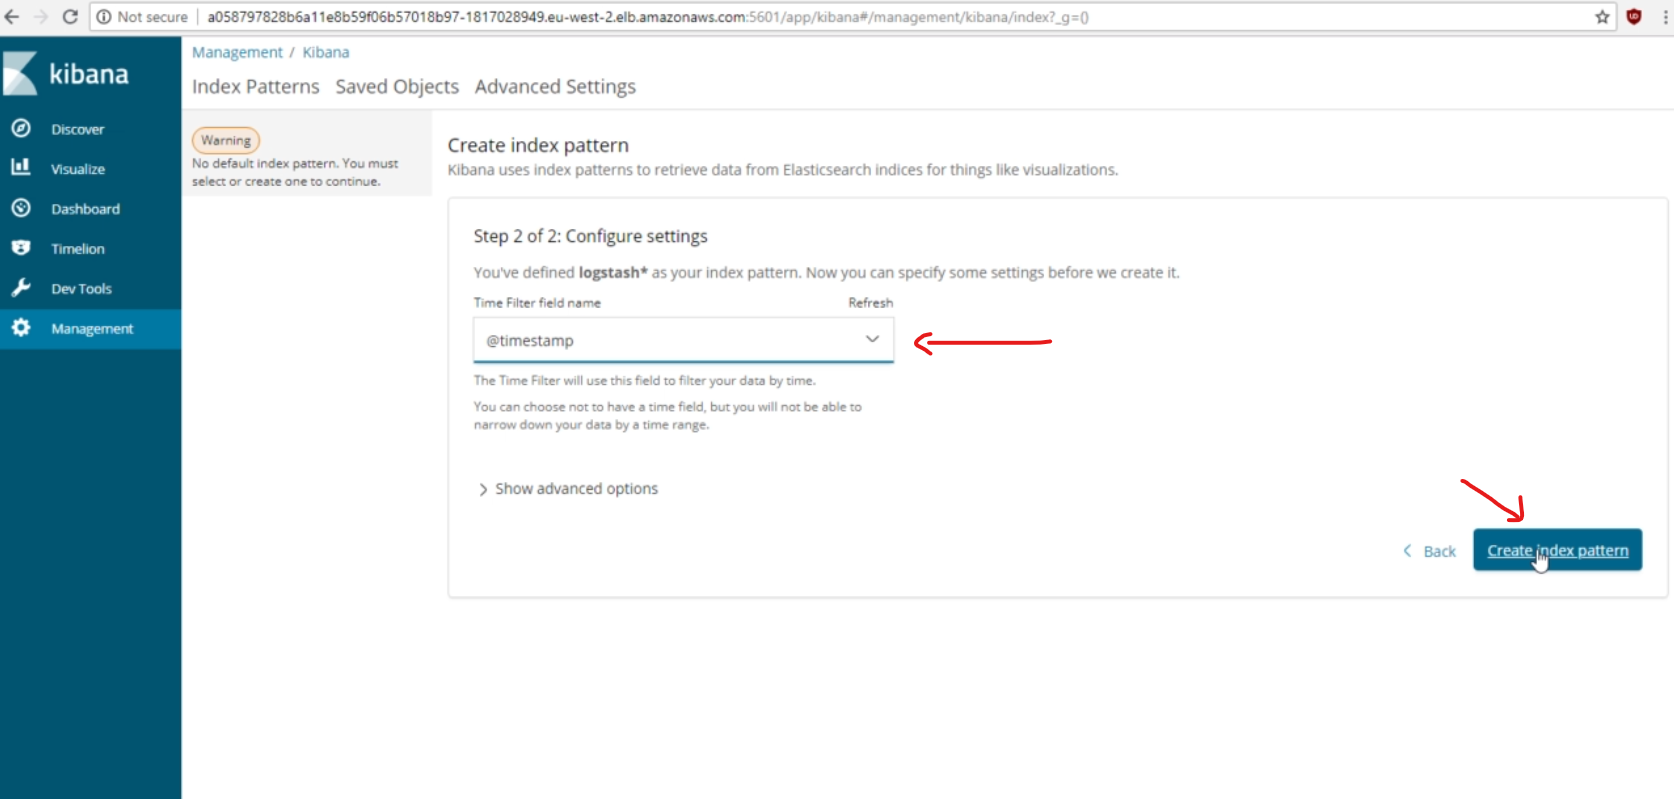 Not secure | a058797828b6a11e8b59f06b57018b97-1817028949.eu-west-2.elb.amazonaws.com:5601/app/kibana#/management/kibana/index?_g=()
kibana
Discover
Visualize
Dashboard
Timelion
Dev Tools
Management
Management / Kibana
Index Patterns Saved Objects Advanced Settings
Warning
No default index pattern. You must
select or create one to continue.
Create index pattern
Kibana uses index patterns to retrieve data from Elasticsearch indices for things like visualizations.
Step 2 of 2: Configure settings
You've defined logstash* as your index pattern. Now you can specify some settings before we create it.
Time Filter field name Refresh
@timestamp
The Time Filter will use this field to filter your data by time.
You can choose not to have a time field, but you will not be able to
narrow down your data by a time range.
Show advanced options
Back Create index pattern